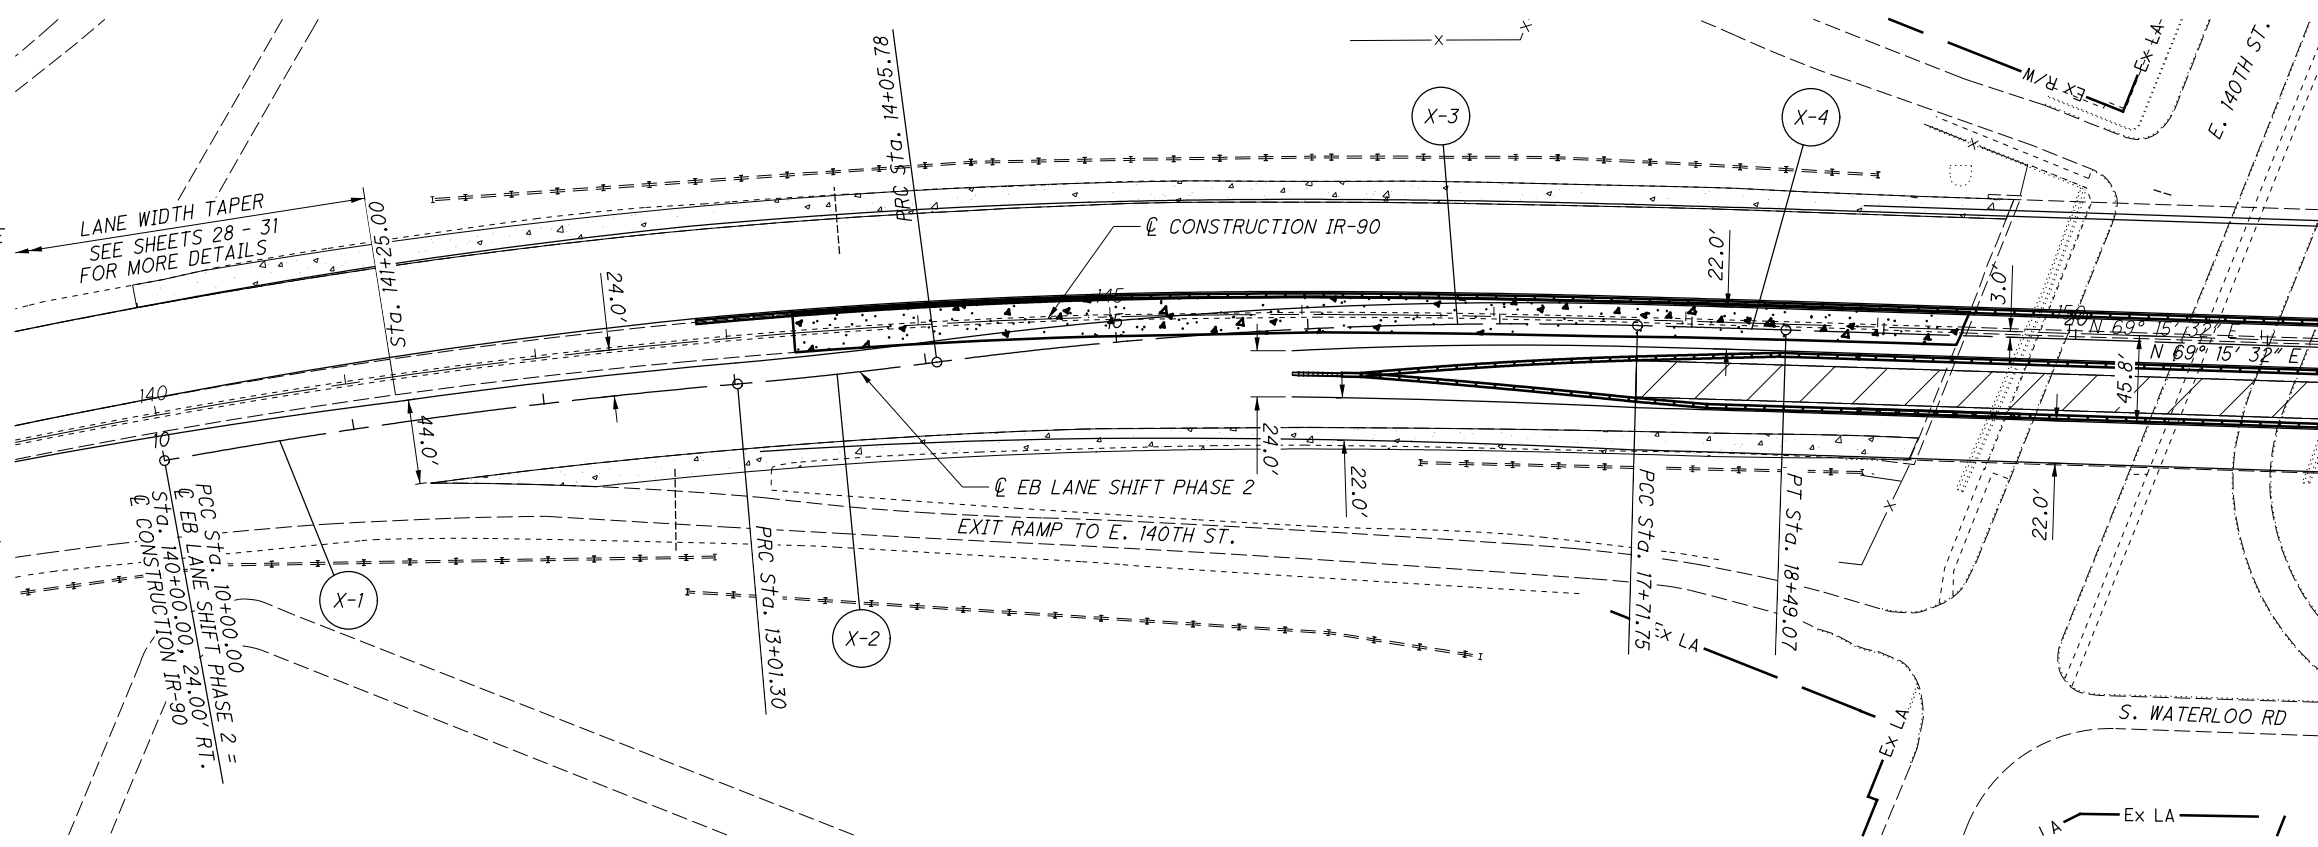 LANE WIDTH TAPER
SEE SHEETS 28 - 31
FOR MORE DETAILS
Sta. 141+25.00
24.0'
PRC Sta. 14+05.78
℄ CONSTRUCTION IR-90
X-3
X-4
X
X
Ex R/W
Ex LA
E. 140TH ST.
X
22.0'
3.0'
145
15
150
20
N 69° 15' 32" E
N 69° 15' 32" E
45.8'
140
10
44.0'
24.0'
22.0'
22.0'
℄ EB LANE SHIFT PHASE 2
EXIT RAMP TO E. 140TH ST.
PCC Sta. 10+00.00
℄ EB LANE SHIFT PHASE 2 =
Sta. 140+00.00, 24.00' RT.
℄ CONSTRUCTION IR-90
X-1
PRC Sta. 13+01.30
X-2
PCC Sta. 17+71.75
PT Sta. 18+49.07
X
Ex LA
Ex LA
S. WATERLOO RD
LA
Ex LA